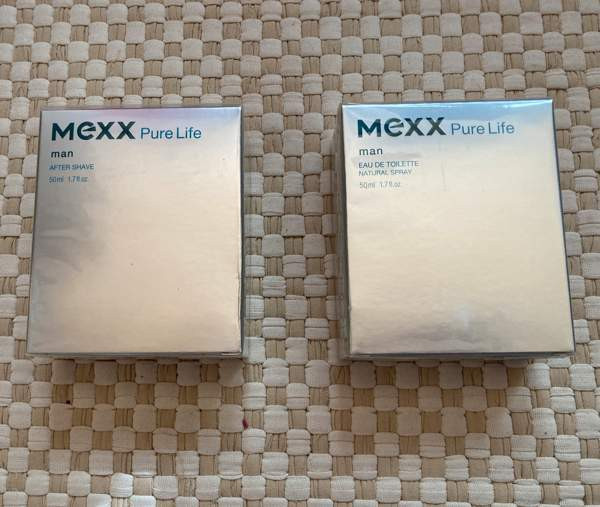 MEXX Pure Life
man
AFTER SHAVE
50ml 1.7fl.oz.
MEXX Pure Life
man
EAU DE TOILETTE
NATURAL SPRAY
50ml 1.7fl.oz.